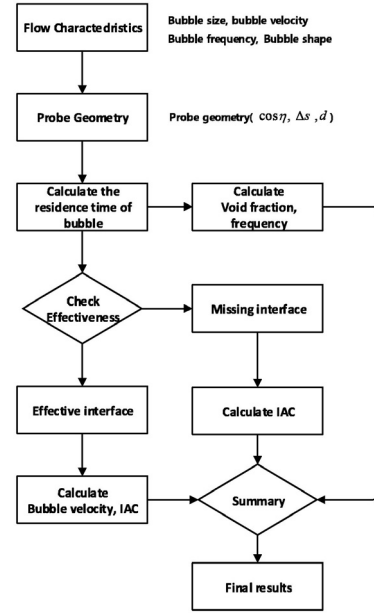 Flow Charactedristics
Bubble size, bubble velocity
Bubble frequency, Bubble shape
Probe Geometry
Probe geometry( cosη, Δs , d )
Calculate the
residence time of
bubble
Calculate
Void fraction,
frequency
Check
Effectiveness
Missing interface
Effective interface
Calculate IAC
Calculate
Bubble velocity, IAC
Summary
Final results